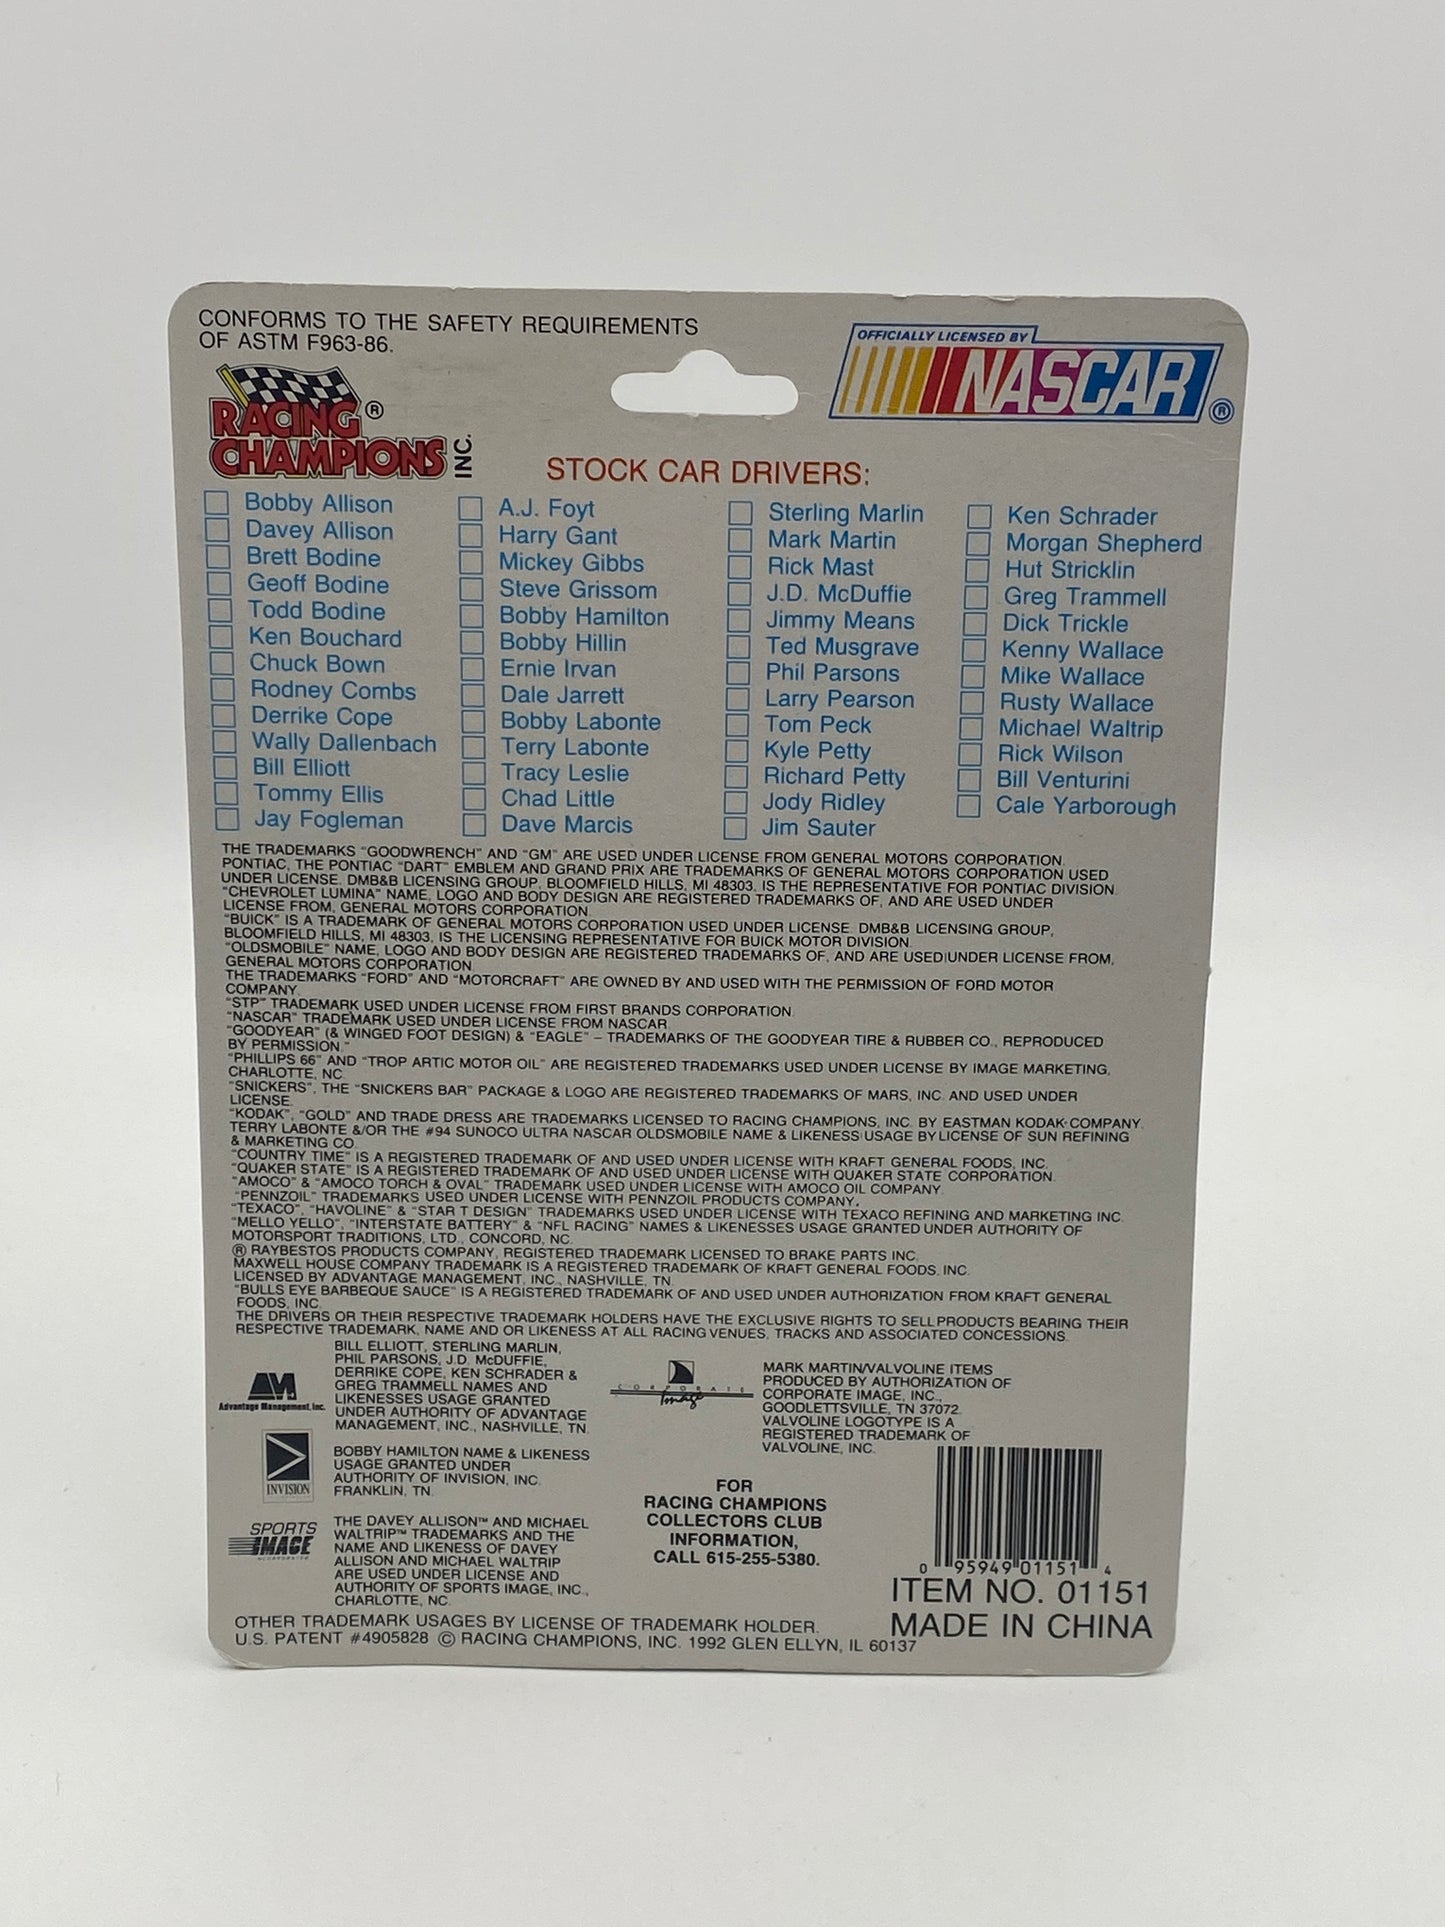 CONFORMS TO THE SAFETY REQUIREMENTS
OF ASTM F963-86.
OFFICIALLY LICENSED BY
NASCAR ®
RACING ®
CHAMPIONS INC.
STOCK CAR DRIVERS:
Bobby Allison
Davey Allison
Brett Bodine
Geoff Bodine
Todd Bodine
Ken Bouchard
Chuck Bown
Rodney Combs
Derrike Cope
Wally Dallenbach
Bill Elliott
Tommy Ellis
Jay Fogleman
A.J. Foyt
Harry Gant
Mickey Gibbs
Steve Grissom
Bobby Hamilton
Bobby Hillin
Ernie Irvan
Dale Jarrett
Bobby Labonte
Terry Labonte
Tracy Leslie
Chad Little
Dave Marcis
Sterling Marlin
Mark Martin
Rick Mast
J.D. McDuffie
Jimmy Means
Ted Musgrave
Phil Parsons
Larry Pearson
Tom Peck
Kyle Petty
Richard Petty
Jody Ridley
Jim Sauter
Ken Schrader
Morgan Shepherd
Hut Stricklin
Greg Trammell
Dick Trickle
Kenny Wallace
Mike Wallace
Rusty Wallace
Michael Waltrip
Rick Wilson
Bill Venturini
Cale Yarborough
THE TRADEMARKS "GOODWRENCH" AND "GM" ARE USED UNDER LICENSE FROM GENERAL MOTORS CORPORATION.
PONTIAC, THE PONTIAC "DART" EMBLEM AND GRAND PRIX ARE TRADEMARKS OF GENERAL MOTORS CORPORATION USED
UNDER LICENSE. DMB&B LICENSING GROUP, BLOOMFIELD HILLS, MI 48303, IS THE REPRESENTATIVE FOR PONTIAC DIVISION.
"CHEVROLET LUMINA" NAME, LOGO AND BODY DESIGN ARE REGISTERED TRADEMARKS OF, AND ARE USED UNDER
LICENSE FROM, GENERAL MOTORS CORPORATION.
"BUICK" IS A TRADEMARK OF GENERAL MOTORS CORPORATION USED UNDER LICENSE. DMB&B LICENSING GROUP,
BLOOMFIELD HILLS, MI 48303, IS THE LICENSING REPRESENTATIVE FOR BUICK MOTOR DIVISION.
"OLDSMOBILE" NAME, LOGO AND BODY DESIGN ARE REGISTERED TRADEMARKS OF, AND ARE USED UNDER LICENSE FROM,
GENERAL MOTORS CORPORATION.
THE TRADEMARKS "FORD" AND "MOTORCRAFT" ARE OWNED BY AND USED WITH THE PERMISSION OF FORD MOTOR
COMPANY.
"STP" TRADEMARK USED UNDER LICENSE FROM FIRST BRANDS CORPORATION.
"NASCAR" TRADEMARK USED UNDER LICENSE FROM NASCAR.
"GOODYEAR" (& WINGED FOOT DESIGN) & "EAGLE" – TRADEMARKS OF THE GOODYEAR TIRE & RUBBER CO., REPRODUCED
BY PERMISSION."
"PHILLIPS 66" AND "TROP ARTIC MOTOR OIL" ARE REGISTERED TRADEMARKS USED UNDER LICENSE BY IMAGE MARKETING,
CHARLOTTE, NC.
"SNICKERS", THE "SNICKERS BAR" PACKAGE & LOGO ARE REGISTERED TRADEMARKS OF MARS, INC. AND USED UNDER
LICENSE.
"KODAK", "GOLD" AND TRADE DRESS ARE TRADEMARKS LICENSED TO RACING CHAMPIONS, INC. BY EASTMAN KODAK COMPANY.
TERRY LABONTE &/OR THE #94 SUNOCO ULTRA NASCAR OLDSMOBILE NAME & LIKENESS USAGE BY LICENSE OF SUN REFINING
& MARKETING CO.
"COUNTRY TIME" IS A REGISTERED TRADEMARK OF AND USED UNDER LICENSE WITH KRAFT GENERAL FOODS, INC.
"QUAKER STATE" IS A REGISTERED TRADEMARK OF AND USED UNDER LICENSE WITH QUAKER STATE CORPORATION.
"AMOCO" & "AMOCO TORCH & OVAL" TRADEMARK USED UNDER LICENSE WITH AMOCO OIL COMPANY.
"PENNZOIL" TRADEMARKS USED UNDER LICENSE WITH PENNZOIL PRODUCTS COMPANY.
"TEXACO", "HAVOLINE" & "STAR T DESIGN" TRADEMARKS USED UNDER LICENSE WITH TEXACO REFINING AND MARKETING INC.
"MELLO YELLO", "INTERSTATE BATTERY" & "NFL RACING" NAMES & LIKENESSES USAGE GRANTED UNDER AUTHORITY OF
MOTORSPORT TRADITIONS, LTD., CONCORD, NC.
® RAYBESTOS PRODUCTS COMPANY, REGISTERED TRADEMARK LICENSED TO BRAKE PARTS INC.
MAXWELL HOUSE COMPANY TRADEMARK IS A REGISTERED TRADEMARK OF KRAFT GENERAL FOODS, INC.
LICENSED BY ADVANTAGE MANAGEMENT, INC., NASHVILLE, TN.
"BULLS EYE BARBEQUE SAUCE" IS A REGISTERED TRADEMARK OF AND USED UNDER AUTHORIZATION FROM KRAFT GENERAL
FOODS, INC.
THE DRIVERS OR THEIR RESPECTIVE TRADEMARK HOLDERS HAVE THE EXCLUSIVE RIGHTS TO SELL PRODUCTS BEARING THEIR
RESPECTIVE TRADEMARK, NAME AND OR LIKENESS AT ALL RACING VENUES, TRACKS AND ASSOCIATED CONCESSIONS.
AM
Advantage Management, Inc.
BILL ELLIOTT, STERLING MARLIN,
PHIL PARSONS, J.D. McDUFFIE,
DERRIKE COPE, KEN SCHRADER &
GREG TRAMMELL NAMES AND
LIKENESSES USAGE GRANTED
UNDER AUTHORITY OF ADVANTAGE
MANAGEMENT, INC., NASHVILLE, TN.
INVISION
BOBBY HAMILTON NAME & LIKENESS
USAGE GRANTED UNDER
AUTHORITY OF INVISION, INC.
FRANKLIN, TN.
SPORTS
IMAGE
INCORPORATED
THE DAVEY ALLISON™ AND MICHAEL
WALTRIP™ TRADEMARKS AND THE
NAME AND LIKENESS OF DAVEY
ALLISON AND MICHAEL WALTRIP
ARE USED UNDER LICENSE AND
AUTHORITY OF SPORTS IMAGE, INC.,
CHARLOTTE, NC.
CORPORATE
Image
MARK MARTIN/VALVOLINE ITEMS
PRODUCED BY AUTHORIZATION OF
CORPORATE IMAGE, INC.,
GOODLETTSVILLE, TN 37072.
VALVOLINE LOGOTYPE IS A
REGISTERED TRADEMARK OF
VALVOLINE, INC.
FOR
RACING CHAMPIONS
COLLECTORS CLUB
INFORMATION,
CALL 615-255-5380.
0 95949 01151 4
ITEM NO. 01151
MADE IN CHINA
OTHER TRADEMARK USAGES BY LICENSE OF TRADEMARK HOLDER.
U.S. PATENT #4905828 © RACING CHAMPIONS, INC. 1992 GLEN ELLYN, IL 60137